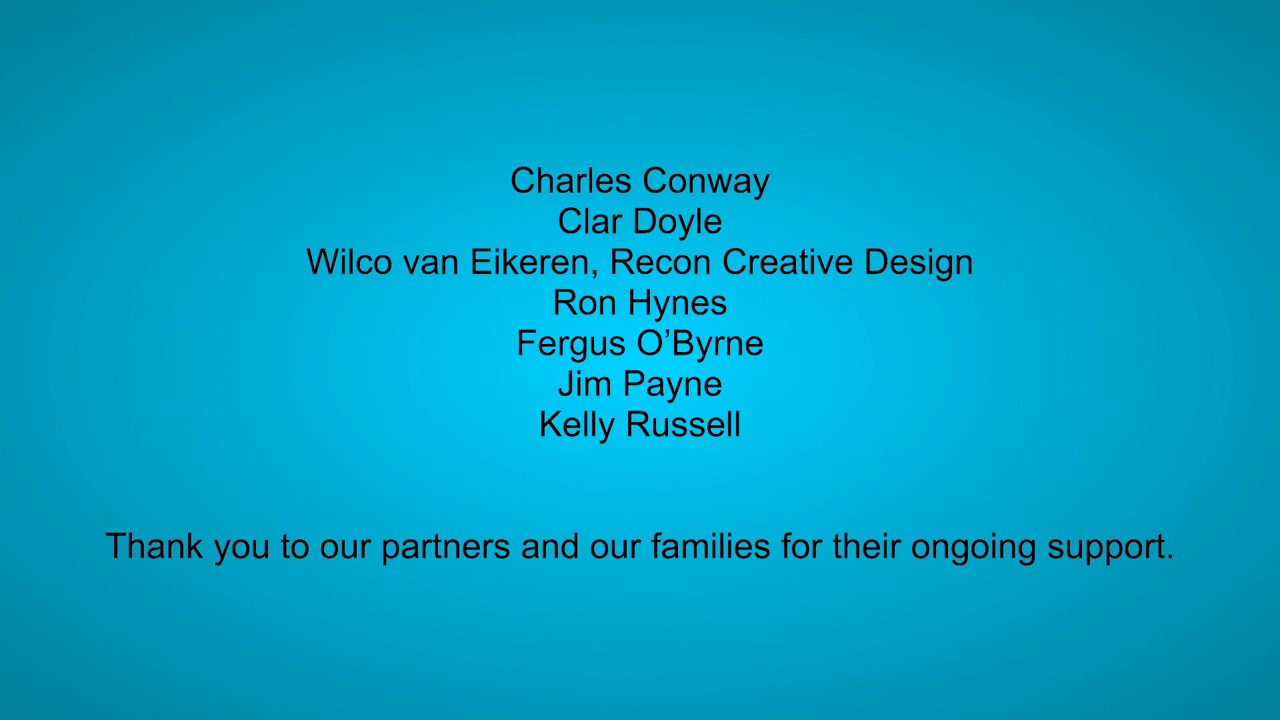 Charles Conway
Clar Doyle
Wilco van Eikeren, Recon Creative Design
Ron Hynes
Fergus O’Byrne
Jim Payne
Kelly Russell
Thank you to our partners and our families for their ongoing support.